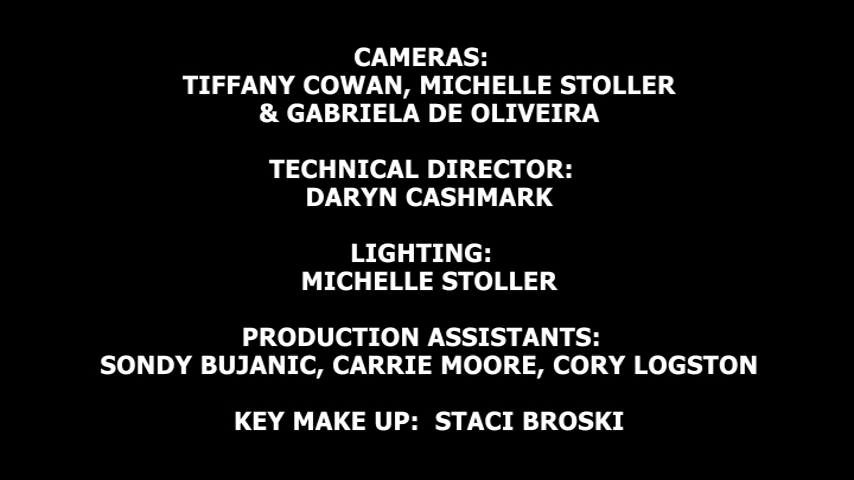 CAMERAS:
TIFFANY COWAN, MICHELLE STOLLER
& GABRIELA DE OLIVEIRA
TECHNICAL DIRECTOR:
DARYN CASHMARK
LIGHTING:
MICHELLE STOLLER
PRODUCTION ASSISTANTS:
SONDY BUJANIC, CARRIE MOORE, CORY LOGSTON
KEY MAKE UP:  STACI BROSKI